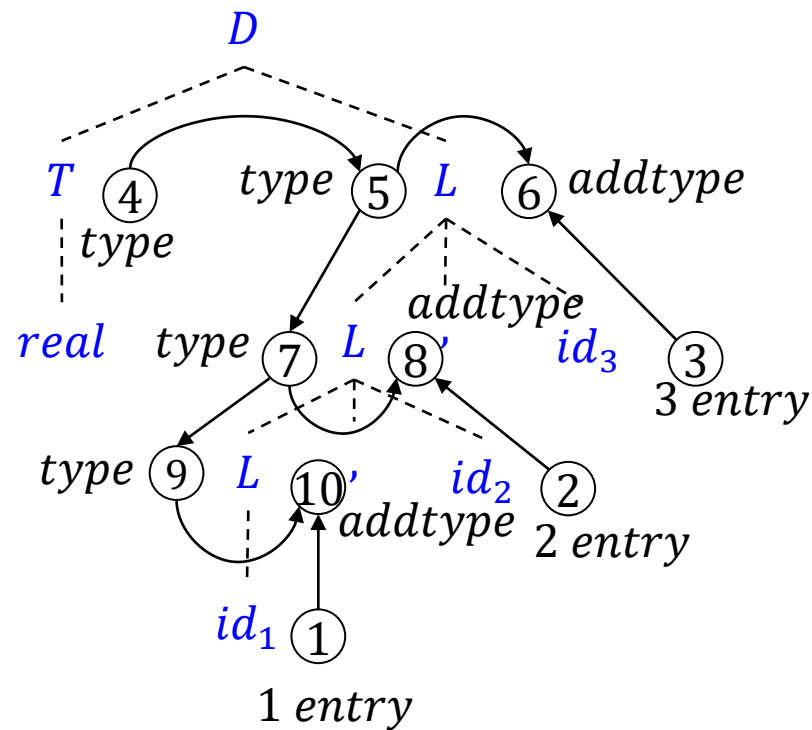 D
T 4 type 5 L 6 addtype
type
addtype
real type 7 L 8 , id₃ 3
3 entry
type 9 L 10 , id₂ 2
addtype 2 entry
id₁ 1
1 entry